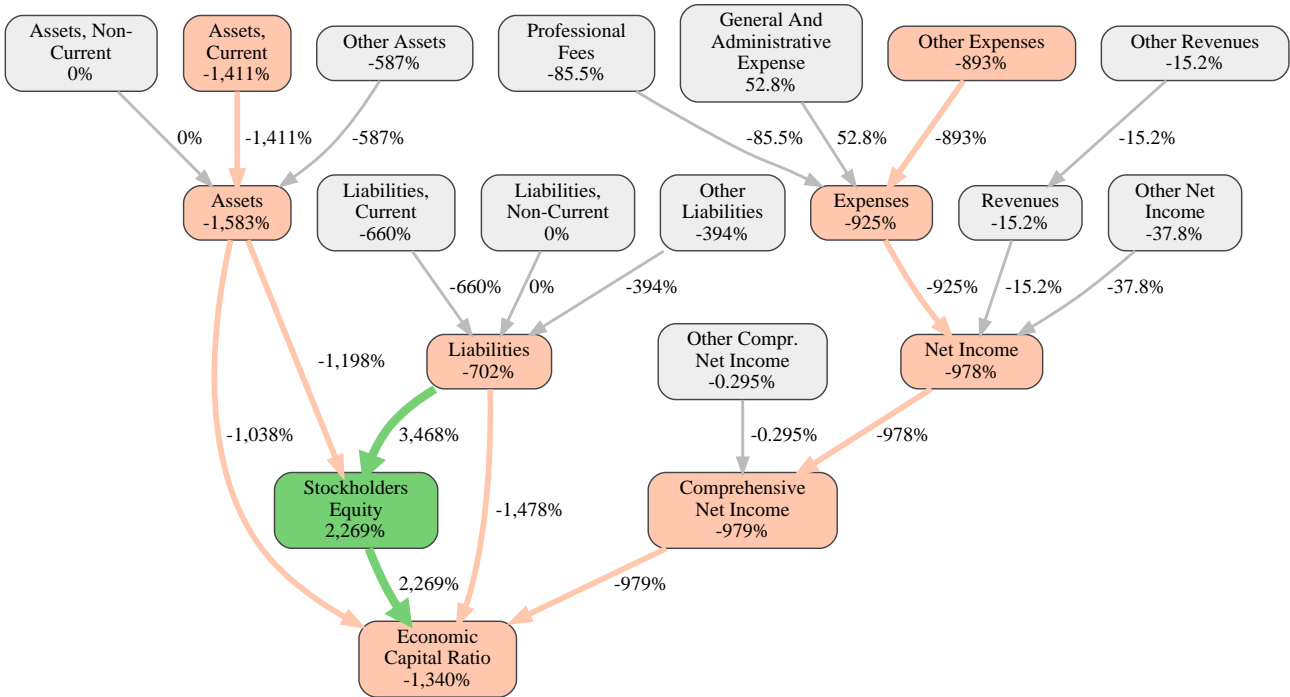 Assets, Non-
Current
0%
Assets,
Current
-1,411%
Other Assets
-587%
Professional
Fees
-85.5%
General And
Administrative
Expense
52.8%
Other Expenses
-893%
Other Revenues
-15.2%
0%
-1,411%
-587%
-85.5%
52.8%
-893%
-15.2%
Assets
-1,583%
Liabilities,
Current
-660%
Liabilities,
Non-Current
0%
Other
Liabilities
-394%
Expenses
-925%
Revenues
-15.2%
Other Net
Income
-37.8%
-660%
0%
-394%
-925%
-15.2%
-37.8%
-1,198%
Liabilities
-702%
Other Compr.
Net Income
-0.295%
Net Income
-978%
-1,038%
3,468%
-0.295%
-978%
Stockholders
Equity
2,269%
-1,478%
Comprehensive
Net Income
-979%
2,269%
-979%
Economic
Capital Ratio
-1,340%